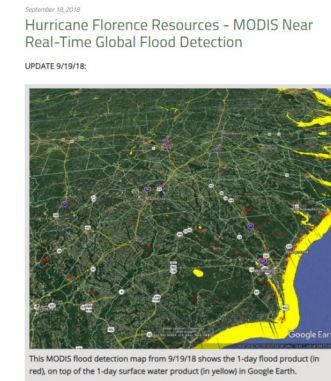 September 18, 2018
Hurricane Florence Resources - MODIS Near
Real-Time Global Flood Detection
UPDATE 9/19/18:
Google Eart
This MODIS flood detection map from 9/19/18 shows the 1-day flood product (in
red), on top of the 1-day surface water product (in yellow) in Google Earth.